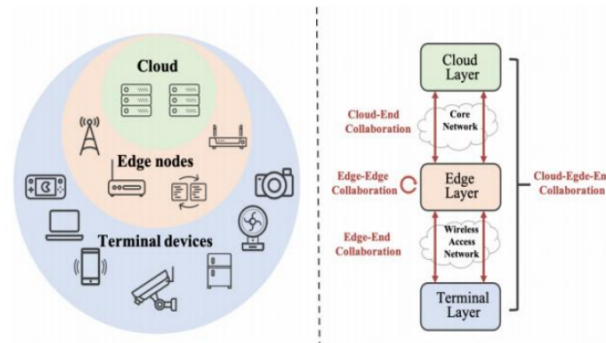 Cloud
Edge nodes
Terminal devices
Cloud
Layer
Cloud-End
Collaboration
Core
Network
Edge-Edge
Collaboration
Edge
Layer
Cloud-Egde-En
Collaboration
Edge-End
Collaboration
Wireless
Access
Network
Terminal
Layer